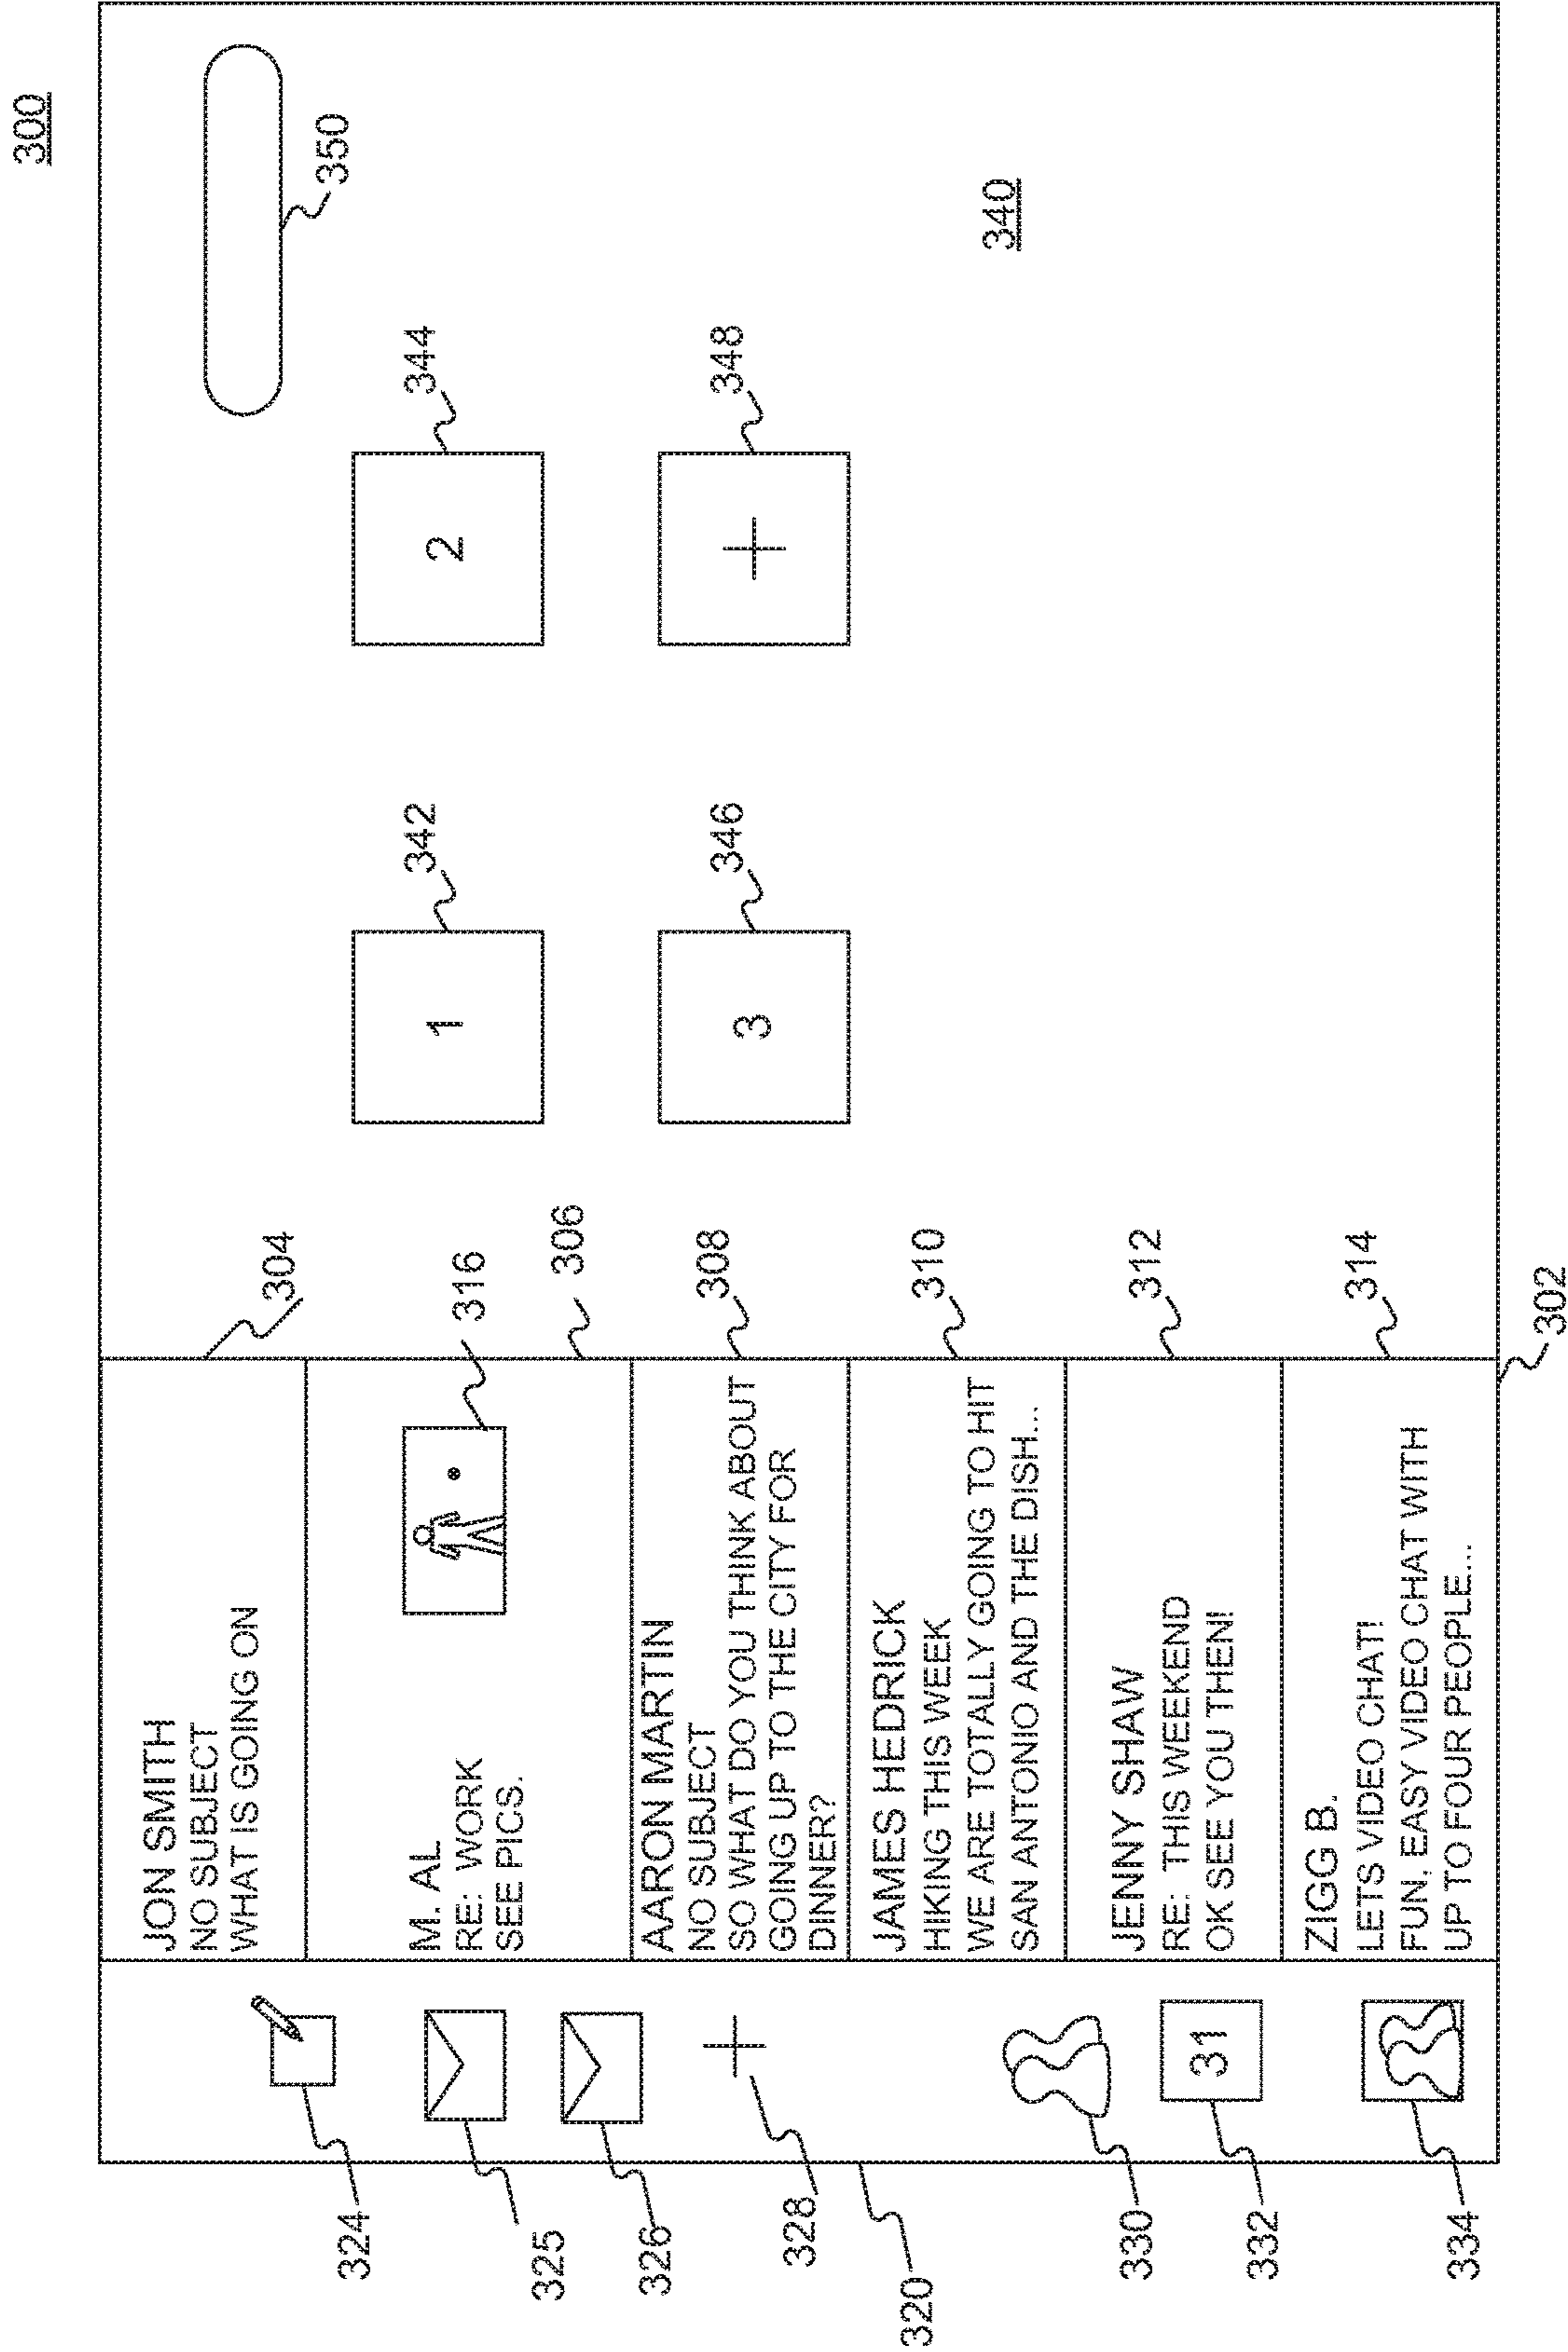 300
350
324
JON SMITH
NO SUBJECT
WHAT IS GOING ON
304
325
M. AL
RE: WORK
SEE PICS.
316
306
1
342
2
344
326
AARON MARTIN
NO SUBJECT
SO WHAT DO YOU THINK ABOUT
GOING UP TO THE CITY FOR
DINNER?
308
3
346
+
348
+
328
320
JAMES HEDRICK
HIKING THIS WEEK
WE ARE TOTALLY GOING TO HIT
SAN ANTONIO AND THE DISH...
310
340
330
31
332
JENNY SHAW
RE: THIS WEEKEND
OK SEE YOU THEN!
312
334
ZIGG B.
LETS VIDEO CHAT!
FUN, EASY VIDEO CHAT WITH
UP TO FOUR PEOPLE...
314
302